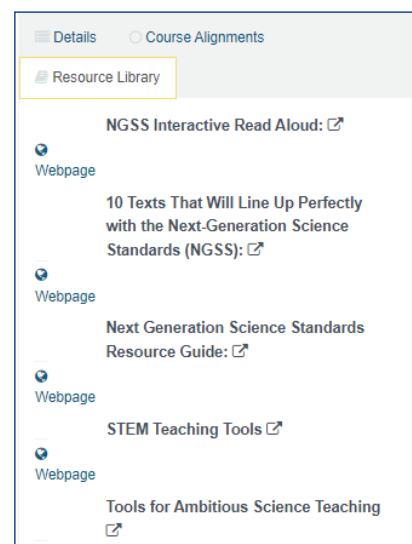 Details Course Alignments
Resource Library
NGSS Interactive Read Aloud:
Webpage
10 Texts That Will Line Up Perfectly
with the Next-Generation Science
Standards (NGSS):
Webpage
Next Generation Science Standards
Resource Guide:
Webpage
STEM Teaching Tools
Webpage
Tools for Ambitious Science Teaching